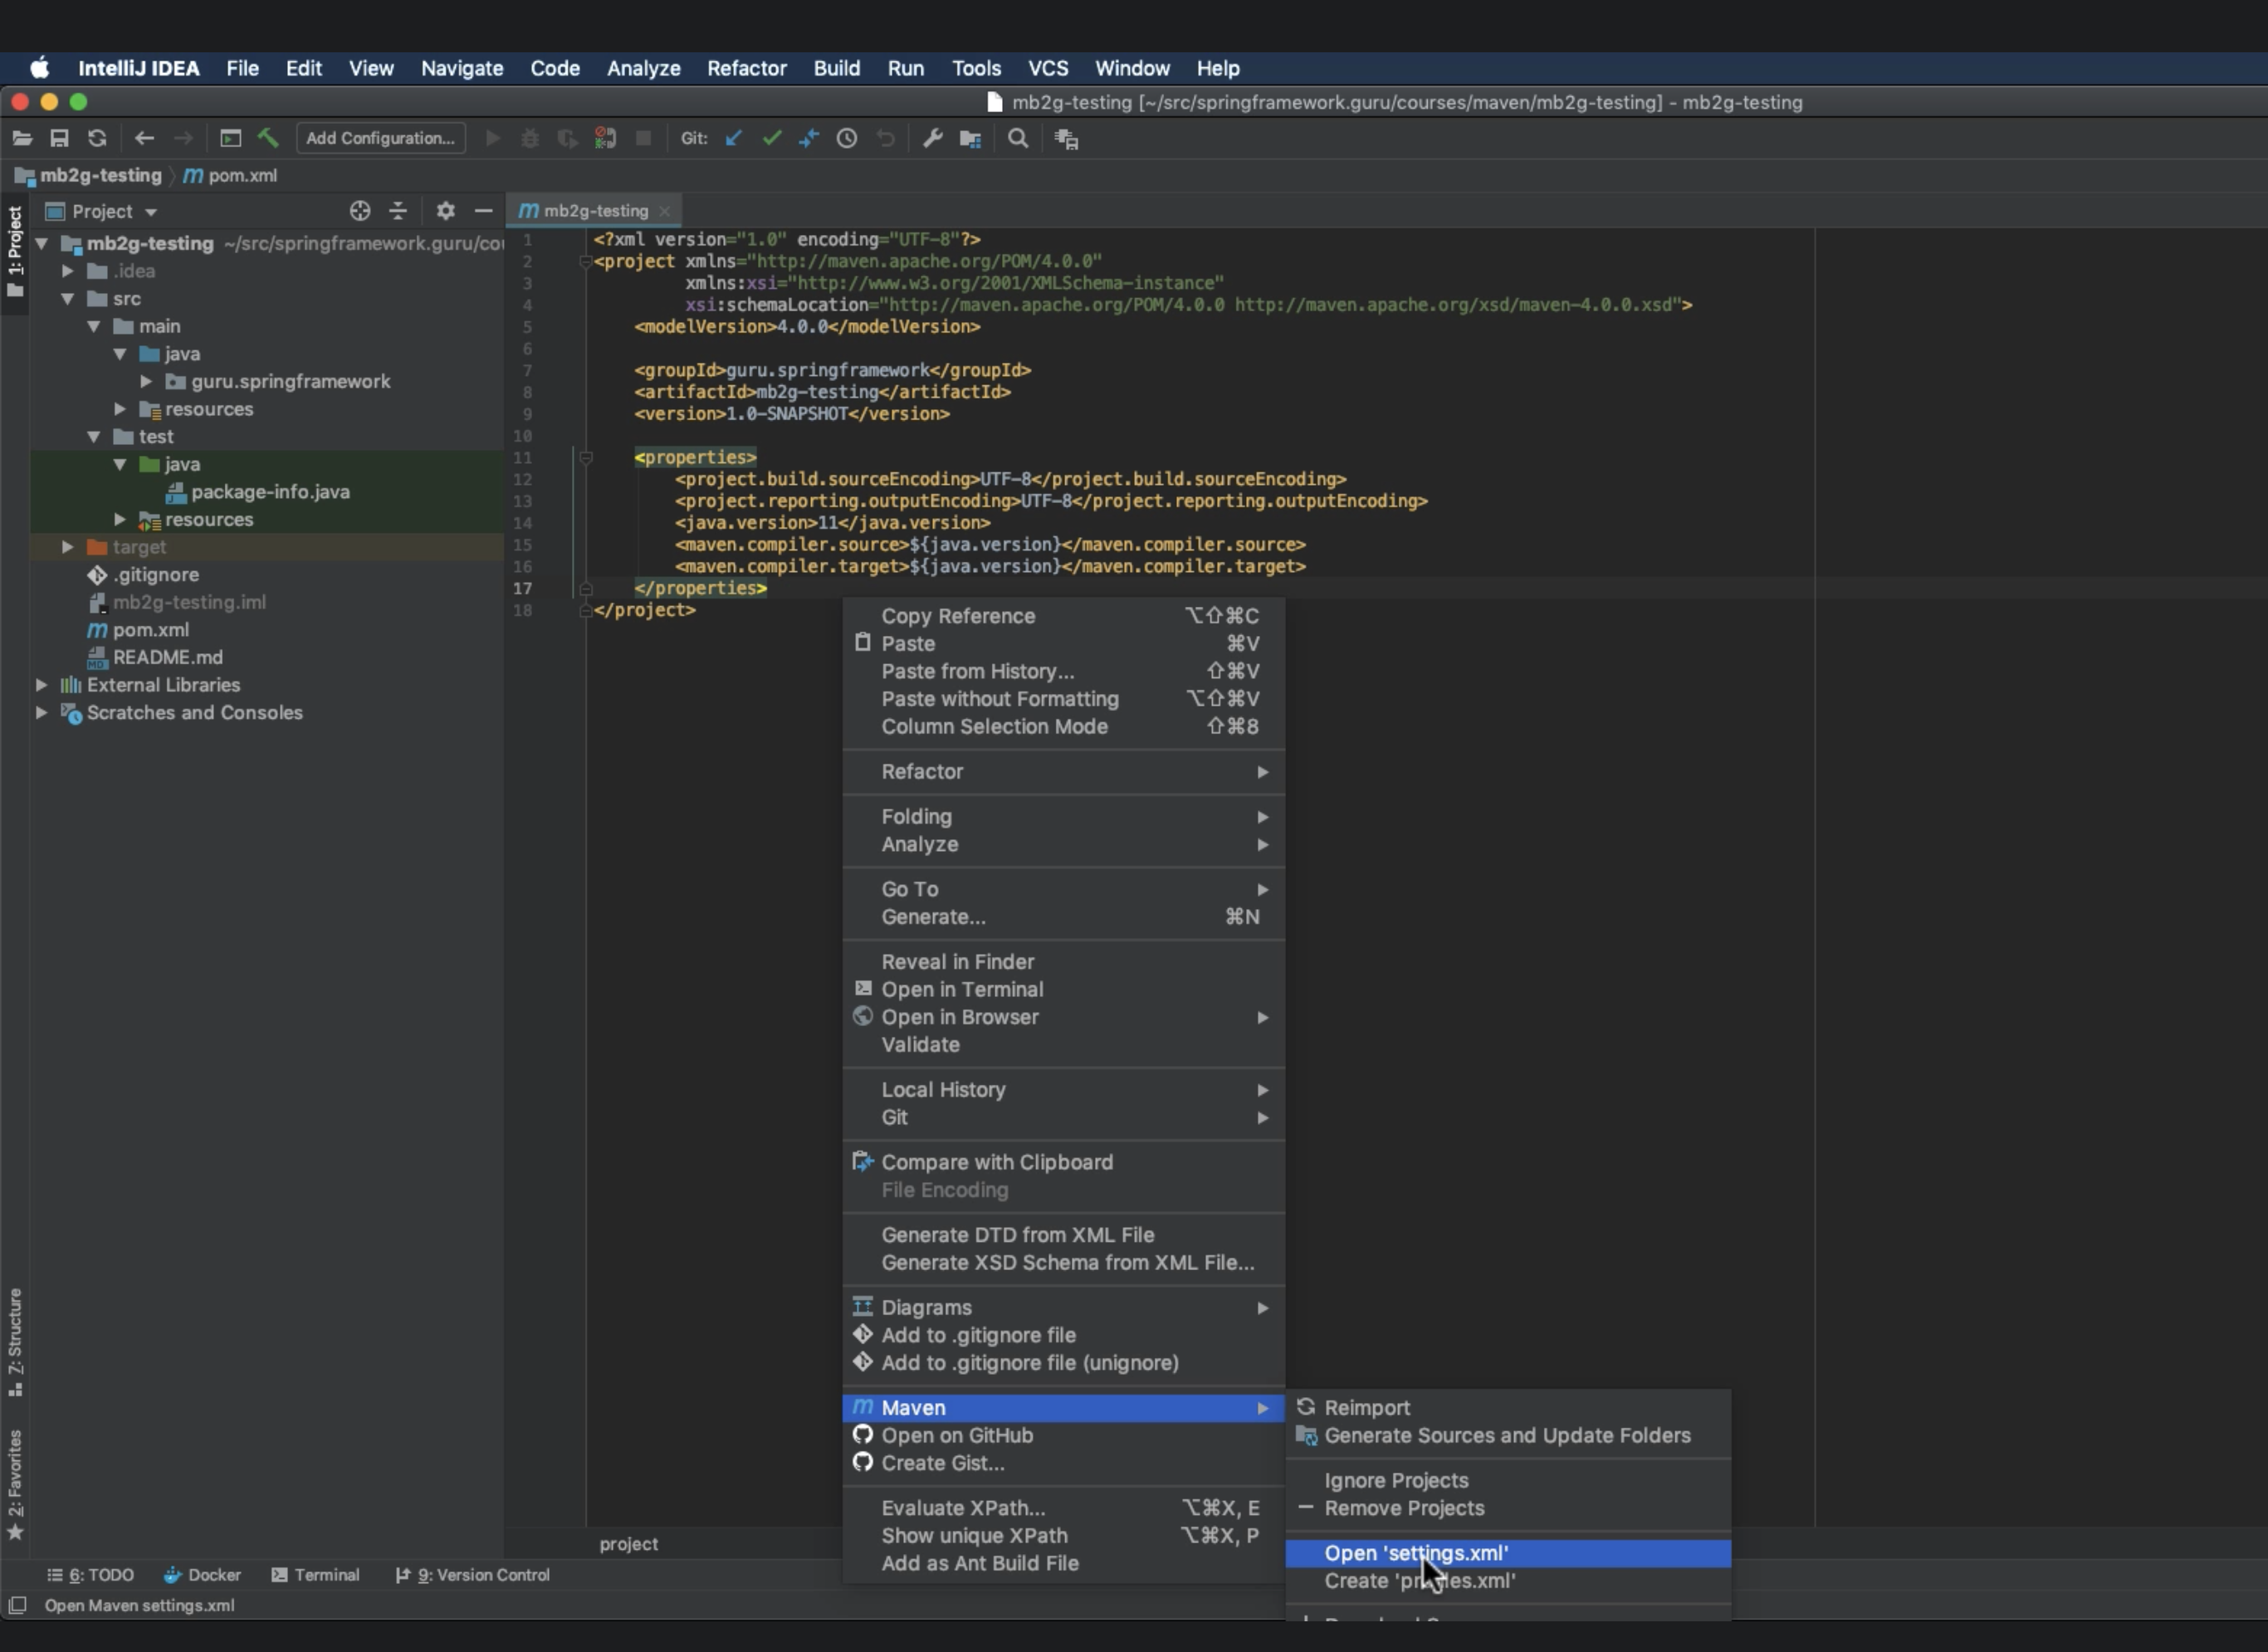 IntelliJ IDEA File Edit View Navigate Code Analyze Refactor Build Run Tools VCS Window Help
mb2g-testing [~/src/springframework.guru/courses/maven/mb2g-testing] - mb2g-testing
Add Configuration... Git:
mb2g-testing pom.xml
1: Project
Project
mb2g-testing ~/src/springframework.guru/cou
.idea
src
main
java
guru.springframework
resources
test
java
package-info.java
resources
target
.gitignore
mb2g-testing.iml
pom.xml
README.md
External Libraries
Scratches and Consoles
7: Structure
2: Favorites
mb2g-testing
1 <?xml version="1.0" encoding="UTF-8"?>
2 <project xmlns="http://maven.apache.org/POM/4.0.0"
3 xmlns:xsi="http://www.w3.org/2001/XMLSchema-instance"
4 xsi:schemaLocation="http://maven.apache.org/POM/4.0.0 http://maven.apache.org/xsd/maven-4.0.0.xsd">
5 <modelVersion>4.0.0</modelVersion>
6
7 <groupId>guru.springframework</groupId>
8 <artifactId>mb2g-testing</artifactId>
9 <version>1.0-SNAPSHOT</version>
10
11 <properties>
12 <project.build.sourceEncoding>UTF-8</project.build.sourceEncoding>
13 <project.reporting.outputEncoding>UTF-8</project.reporting.outputEncoding>
14 <java.version>11</java.version>
15 <maven.compiler.source>${java.version}</maven.compiler.source>
16 <maven.compiler.target>${java.version}</maven.compiler.target>
17 </properties>
18 </project>
Copy Reference ⌥⇧⌘C
Paste ⌘V
Paste from History... ⇧⌘V
Paste without Formatting ⌥⇧⌘V
Column Selection Mode ⇧⌘8
Refactor
Folding
Analyze
Go To
Generate... ⌘N
Reveal in Finder
Open in Terminal
Open in Browser
Validate
Local History
Git
Compare with Clipboard
File Encoding
Generate DTD from XML File
Generate XSD Schema from XML File...
Diagrams
Add to .gitignore file
Add to .gitignore file (unignore)
Maven
Open on GitHub
Create Gist...
Evaluate XPath... ⌥⌘X, E
Show unique XPath ⌥⌘X, P
Add as Ant Build File
Reimport
Generate Sources and Update Folders
Ignore Projects
Remove Projects
Open 'settings.xml'
Create
project
6: TODO Docker Terminal 9: Version Control
Open Maven settings.xml